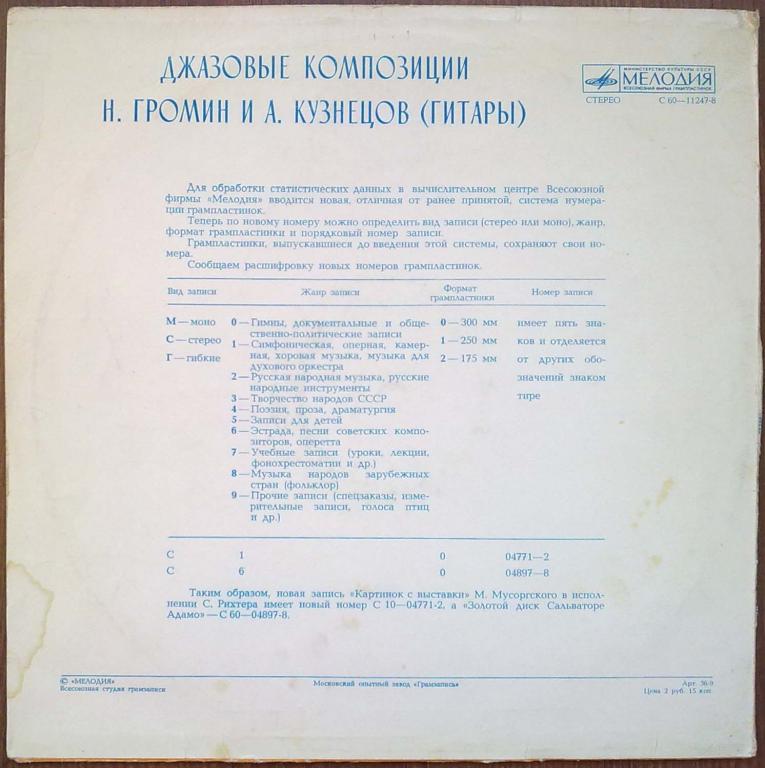 ДЖАЗОВЫЕ КОМПОЗИЦИИ
Н. ГРОМИН И А. КУЗНЕЦОВ (ГИТАРЫ)
МИНИСТЕРСТВО КУЛЬТУРЫ СССР
МЕЛОДИЯ
ВСЕСОЮЗНАЯ ФИРМА ГРАМПЛАСТИНОК
СТЕРЕО С 60—11247-8
Для обработки статистических данных в вычислительном центре Всесоюзной
фирмы «Мелодия» вводится новая, отличная от ранее принятой, система нумера-
ции грампластинок.
Теперь по новому номеру можно определить вид записи (стерео или моно), жанр,
формат грампластинки и порядковый номер записи.
Грампластинки, выпускавшиеся до введения этой системы, сохраняют свои но-
мера.
Сообщаем расшифровку новых номеров грампластинок.
Вид записи
Жанр записи
Формат
грампластинки
Номер записи
М — моно
С — стерео
Г — гибкие
0 — Гимны, документальные и обще-
ственно-политические записи
1 — Симфоническая, оперная, камер-
ная, хоровая музыка, музыка для
духового оркестра
2 — Русская народная музыка, русские
народные инструменты
3 — Творчество народов СССР
4 — Поэзия, проза, драматургия
5 — Записи для детей
6 — Эстрада, песни советских компо-
зиторов, оперетта
7 — Учебные записи (уроки, лекции,
фонохрестоматии и др.)
8 — Музыка народов зарубежных
стран (фольклор)
9 — Прочие записи (спецзаказы, изме-
рительные записи, голоса птиц
и др.)
0 — 300 мм
1 — 250 мм
2 — 175 мм
имеет пять зна-
ков и отделяется
от других обо-
значений знаком
тире
С 1 0 04771—2
С 6 0 04897—8
Таким образом, новая запись «Картинок с выставки» М. Мусоргского в испол-
нении С. Рихтера имеет новый номер С 10—04771-2, а «Золотой диск Сальваторе
Адамо» — С 60—04897-8.
© «МЕЛОДИЯ»
Всесоюзная студия грамзаписи
Московский опытный завод «Грамзапись»
Арт. 36-9
Цена 2 руб. 15 коп.